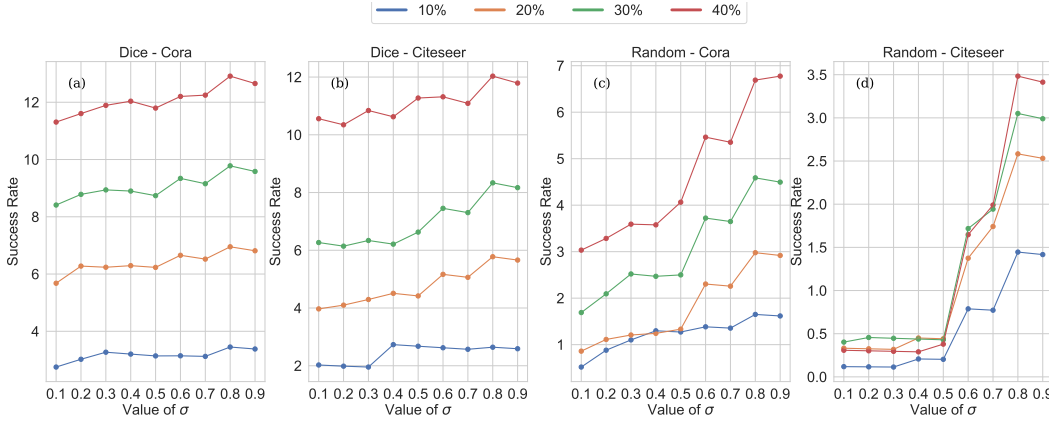 10% 20% 30% 40%
Dice - Cora
(a)
Success Rate
12
10
8
6
4
0.1 0.2 0.3 0.4 0.5 0.6 0.7 0.8 0.9
Value of σ
Dice - Citeseer
(b)
Success Rate
12
10
8
6
4
2
0.1 0.2 0.3 0.4 0.5 0.6 0.7 0.8 0.9
Value of σ
Random - Cora
(c)
Success Rate
7
6
5
4
3
2
1
0.1 0.2 0.3 0.4 0.5 0.6 0.7 0.8 0.9
Value of σ
Random - Citeseer
(d)
Success Rate
3.5
3.0
2.5
2.0
1.5
1.0
0.5
0.0
0.1 0.2 0.3 0.4 0.5 0.6 0.7 0.8 0.9
Value of σ